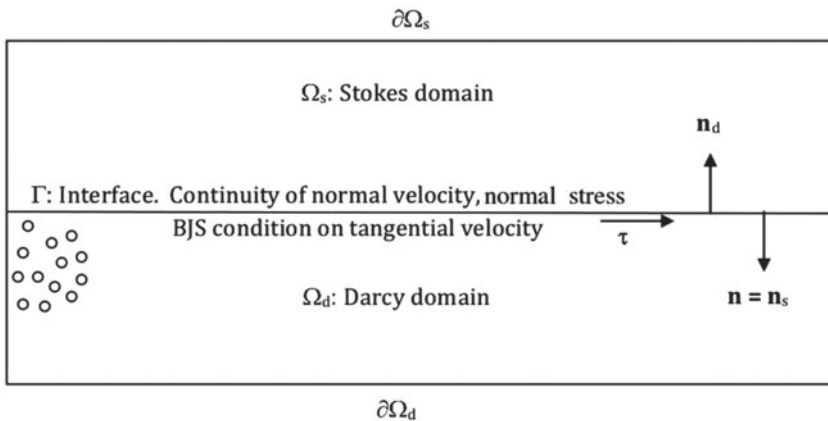 ∂Ωs
Ωs: Stokes domain
nd
Γ: Interface. Continuity of normal velocity, normal stress
BJS condition on tangential velocity
τ
Ωd: Darcy domain
n = ns
∂Ωd